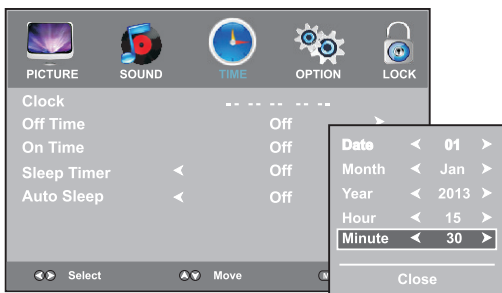 PICTURE SOUND TIME OPTION LOCK
Clock -- -- -- -- --
Off Time Off
On Time Off
Sleep Timer Off
Auto Sleep Off
Select Move M
Date 01
Month Jan
Year 2013
Hour 15
Minute 30
Close